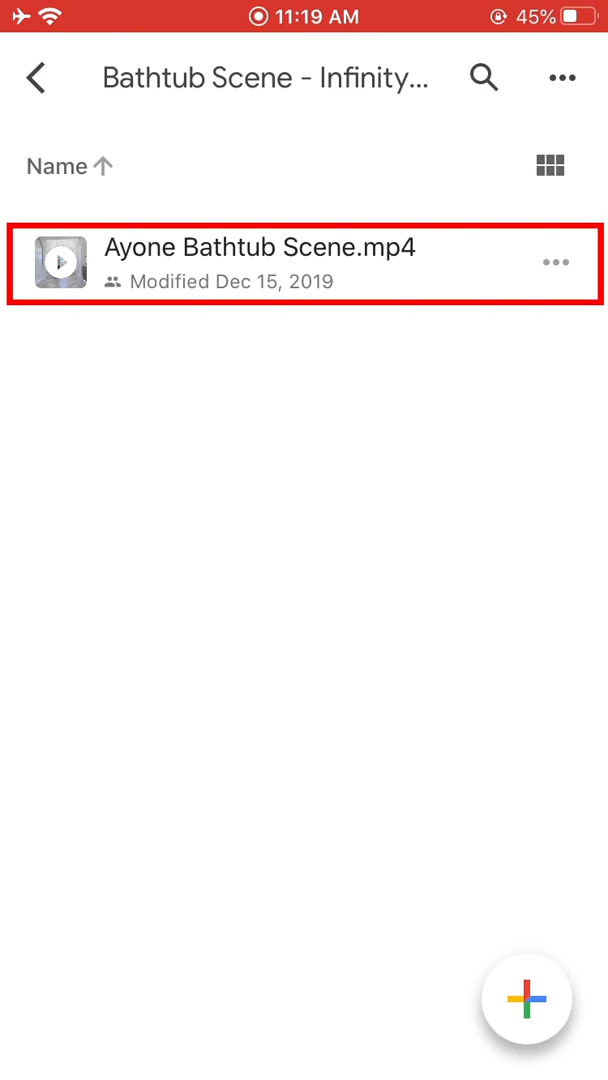 11:19 AM
45%
Bathtub Scene - Infinity...
Name
Ayone Bathtub Scene.mp4
Modified Dec 15, 2019